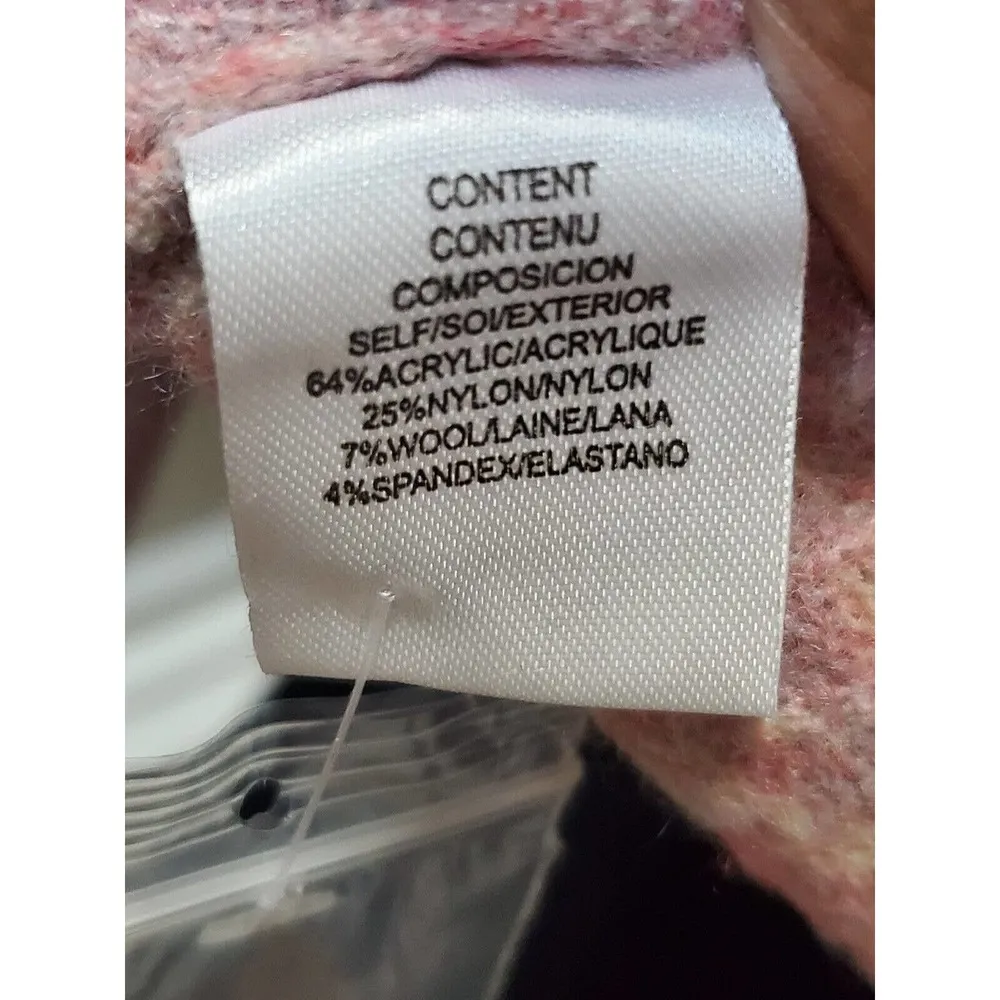 CONTENT
CONTENU
COMPOSICION
SELF/SOI/EXTERIOR
64%ACRYLIC/ACRYLIQUE
25%NYLON/NYLON
7%WOOL/LAINE/LANA
4%SPANDEX/ELASTANO